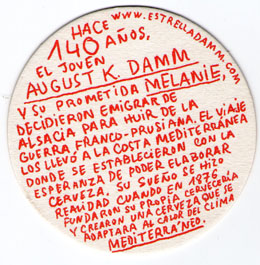 HACE
www.estrelladamm.com
140 AÑOS,
EL JOVEN
AUGUST K. DAMM
Y SU PROMETIDA MELANIE,
DECIDIERON EMIGRAR DE
ALSACIA PARA HUIR DE LA
GUERRA FRANCO-PRUSIANA. EL VIAJE
LOS LLEVÓ A LA COSTA MEDITERRÁNEA
DONDE SE ESTABLECIERON CON LA
ESPERANZA DE PODER ELABORAR
CERVEZA. SU SUEÑO SE HIZO
REALIDAD CUANDO EN 1876
FUNDARON SU PROPIA CERVECERÍA
Y CREARON UNA CERVEZA QUE SE
ADAPTARA AL CALOR DEL CLIMA
MEDITERRÁNEO.